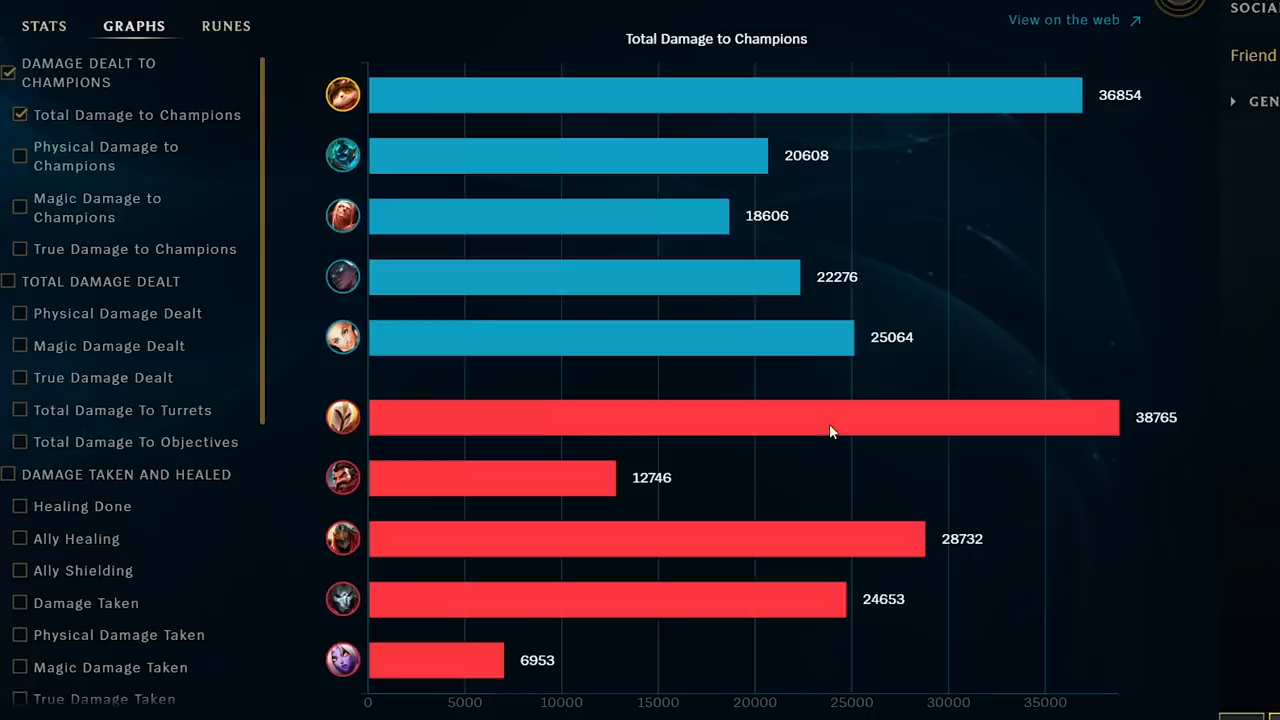 STATS
GRAPHS
RUNES
View on the web
SOCIA
Friend
GEN
DAMAGE DEALT TO
CHAMPIONS
Total Damage to Champions
Physical Damage to
Champions
Magic Damage to
Champions
True Damage to Champions
TOTAL DAMAGE DEALT
Physical Damage Dealt
Magic Damage Dealt
True Damage Dealt
Total Damage To Turrets
Total Damage To Objectives
DAMAGE TAKEN AND HEALED
Healing Done
Ally Healing
Ally Shielding
Damage Taken
Physical Damage Taken
Magic Damage Taken
True Damage Taken
Total Damage to Champions
36854
20608
18606
22276
25064
38765
12746
28732
24653
6953
0 5000 10000 15000 20000 25000 30000 35000